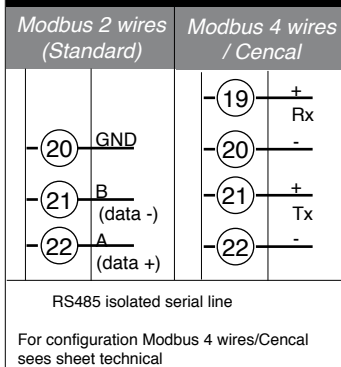 Modbus 2 wires
(Standard)
Modbus 4 wires
/ Cencal
20 GND
21 B
(data -)
22 A
(data +)
19 +
Rx
20 -
21 +
Tx
22 -
RS485 isolated serial line
For configuration Modbus 4 wires/Cencal
sees sheet technical